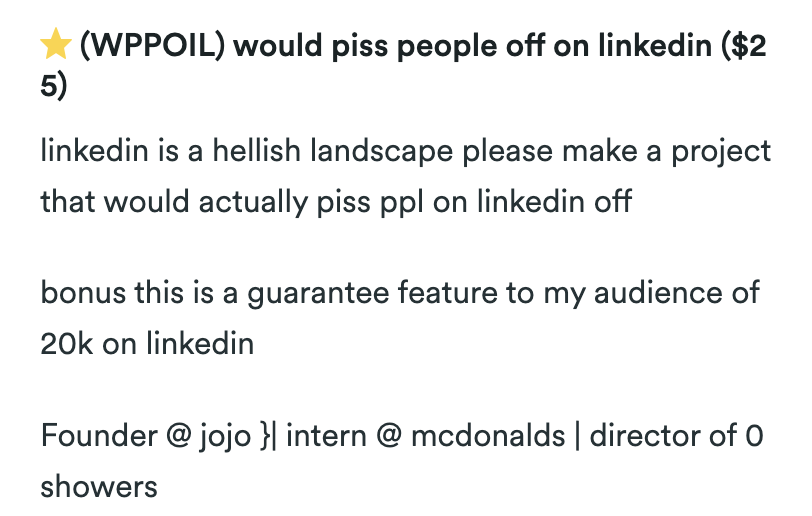 ⭐ (WPPOIL) would piss people off on linkedin ($2
5)
linkedin is a hellish landscape please make a project
that would actually piss ppl on linkedin off
bonus this is a guarantee feature to my audience of
20k on linkedin
Founder @ jojo }| intern @ mcdonalds | director of 0
showers